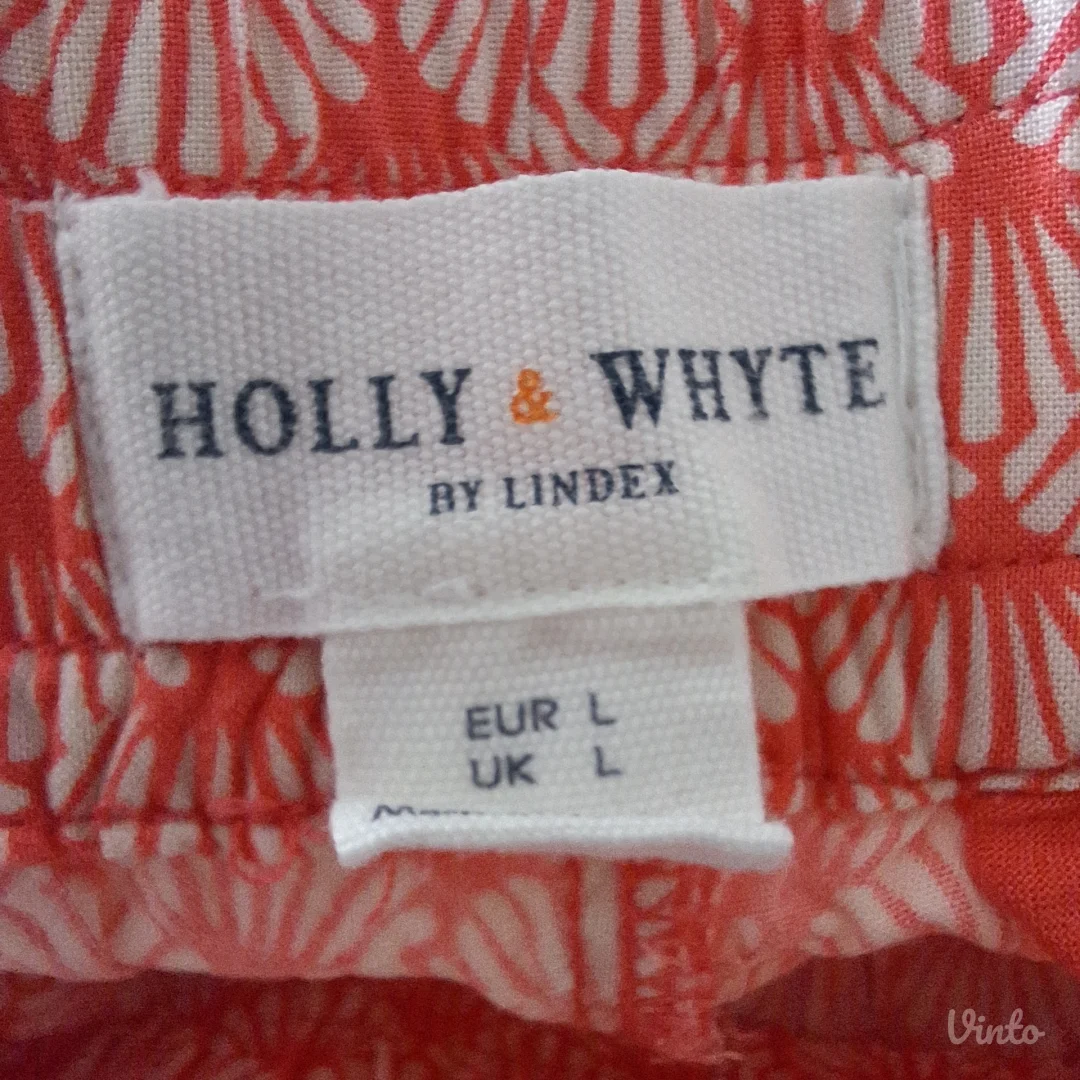 HOLLY & WHYTE
BY LINDEX
EUR L
UK L
Vinto